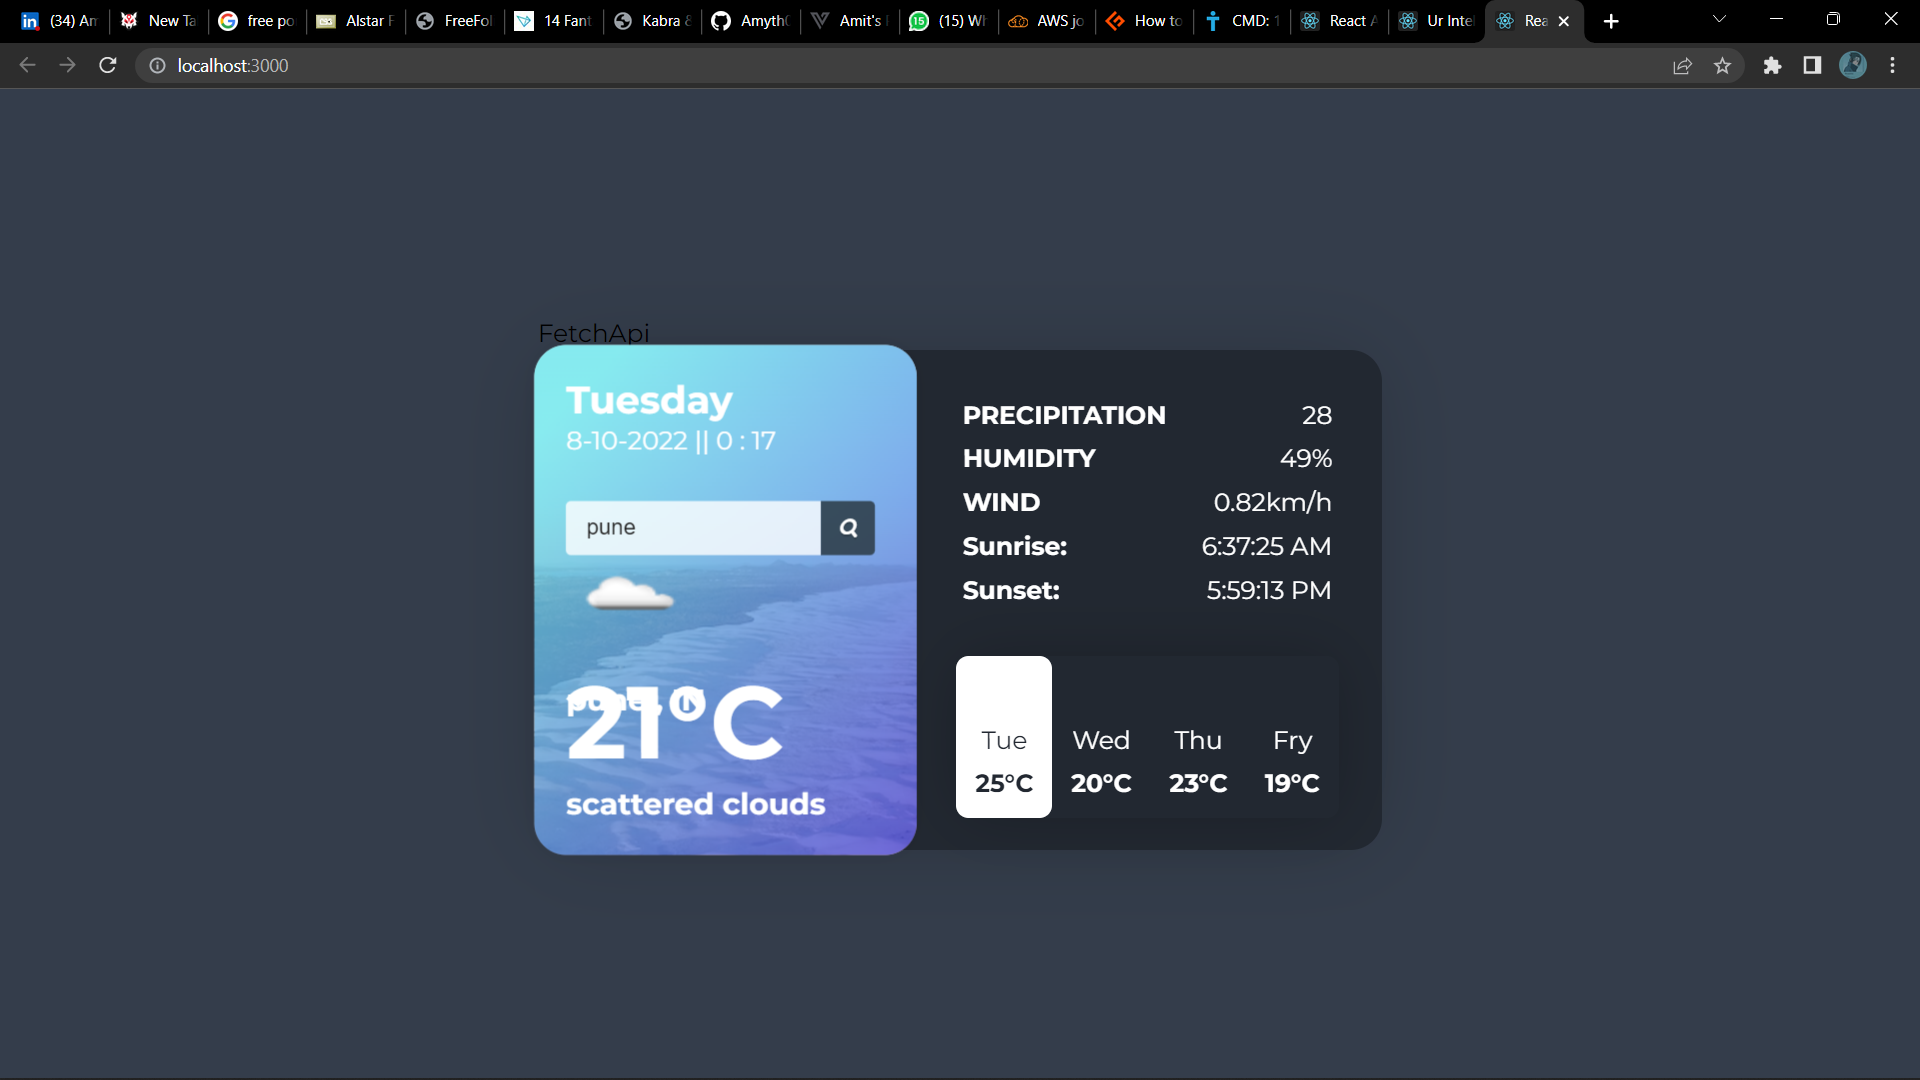 (34) Am
New Ta
free po
Alstar F
FreeFol
14 Fant
Kabra &
Amyth
Amit's
(15) Wh
AWS jo
How to
CMD: 1
React A
Ur Inte
Rea
localhost:3000
FetchApi
Tuesday
8-10-2022 || 0 : 17
pune
pune, IN
21°C
scattered clouds
PRECIPITATION 28
HUMIDITY 49%
WIND 0.82km/h
Sunrise: 6:37:25 AM
Sunset: 5:59:13 PM
Tue Wed Thu Fry
25°C 20°C 23°C 19°C